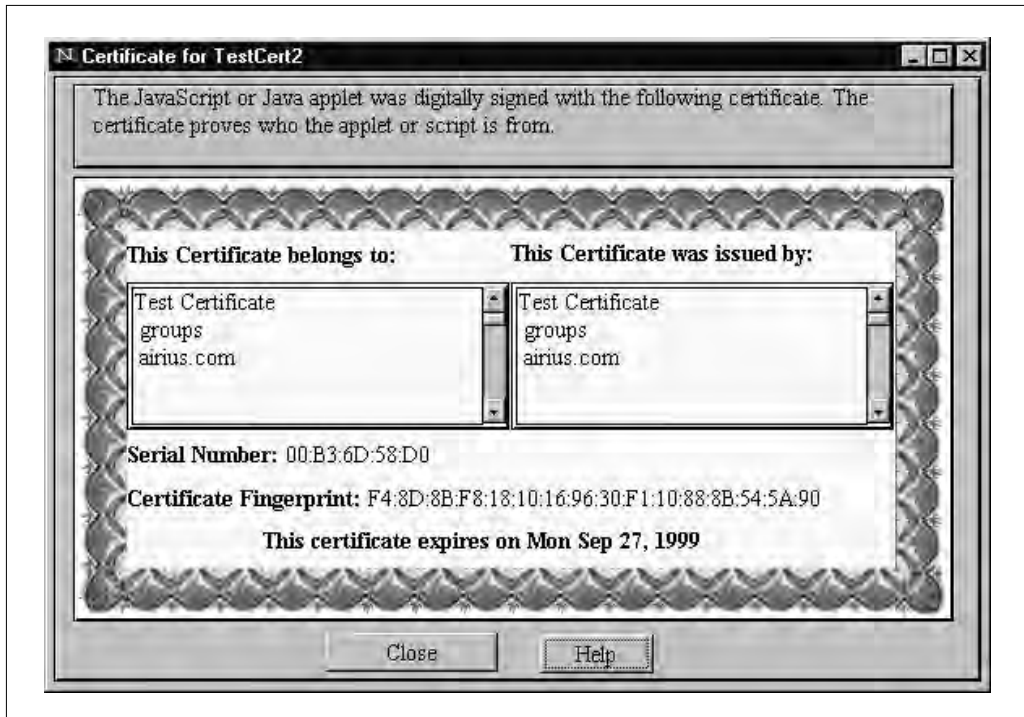 N Certificate for TestCert2
The JavaScript or Java applet was digitally signed with the following certificate. The
certificate proves who the applet or script is from.
This Certificate belongs to:
Test Certificate
groups
airius.com
This Certificate was issued by:
Test Certificate
groups
airius.com
Serial Number: 00:B3:6D:58:D0
Certificate Fingerprint: F4:8D:8B:F8:18:10:16:96:30:F1:10:88:8B:54:5A:90
This certificate expires on Mon Sep 27, 1999
Close
Help